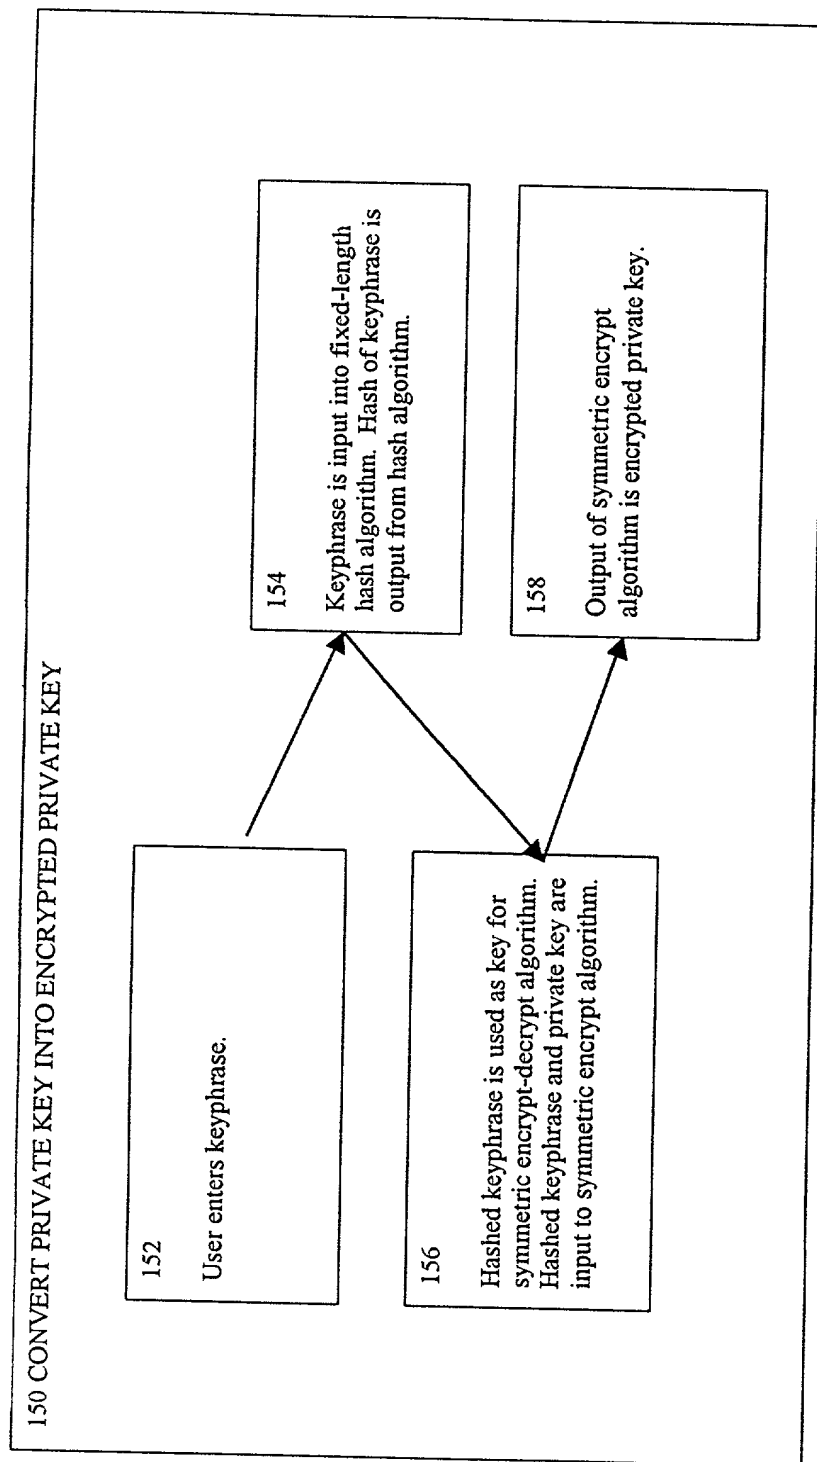 150 CONVERT PRIVATE KEY INTO ENCRYPTED PRIVATE KEY
152
User enters keyphrase.
154
Keyphrase is input into fixed-length
hash algorithm. Hash of keyphrase is
output from hash algorithm.
156
Hashed keyphrase is used as key for
symmetric encrypt-decrypt algorithm.
Hashed keyphrase and private key are
input to symmetric encrypt algorithm.
158
Output of symmetric encrypt
algorithm is encrypted private key.